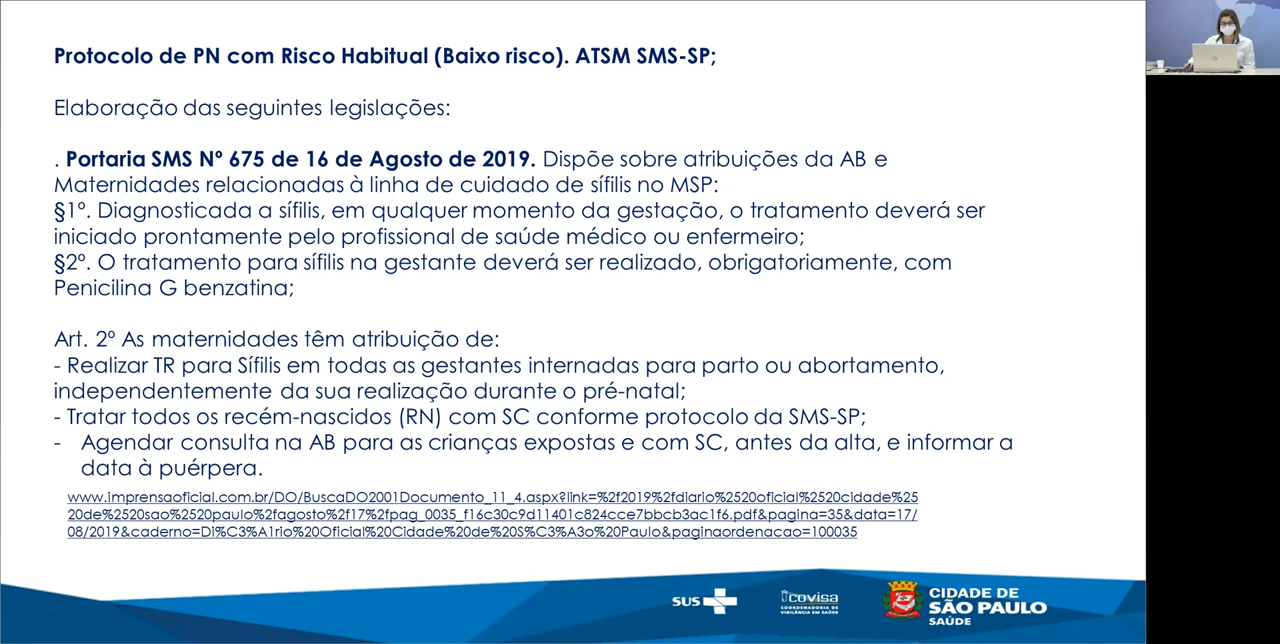 Protocolo de PN com Risco Habitual (Baixo risco). ATSM SMS-SP;
Elaboração das seguintes legislações:
. Portaria SMS Nº 675 de 16 de Agosto de 2019. Dispõe sobre atribuições da AB e
Maternidades relacionadas à linha de cuidado de sífilis no MSP:
§1º. Diagnosticada a sífilis, em qualquer momento da gestação, o tratamento deverá ser
iniciado prontamente pelo profissional de saúde médico ou enfermeiro;
§2º. O tratamento para sífilis na gestante deverá ser realizado, obrigatoriamente, com
Penicilina G benzatina;
Art. 2º As maternidades têm atribuição de:
- Realizar TR para Sífilis em todas as gestantes internadas para parto ou abortamento,
independentemente da sua realização durante o pré-natal;
- Tratar todos os recém-nascidos (RN) com SC conforme protocolo da SMS-SP;
- Agendar consulta na AB para as crianças expostas e com SC, antes da alta, e informar a
data à puérpera.
www.imprensaoficial.com.br/DO/BuscaDO2001Documento_11_4.aspx?link=%2f2019%2fdiario%2520oficial%2520cidade%25
20de%2520sao%2520paulo%2fagosto%2f17%2fpag_0035_f16c30c9d11401c824cce7bbcb3ac1f6.pdf&pagina=35&data=17/
08/2019&caderno=Di%C3%A1rio%20Oficial%20Cidade%20de%20S%C3%A3o%20Paulo&paginaordenacao=100035
SUS
covisa
COORDENADORIA DE
VIGILÂNCIA EM SAÚDE
CIDADE DE
SÃO PAULO
SAÚDE